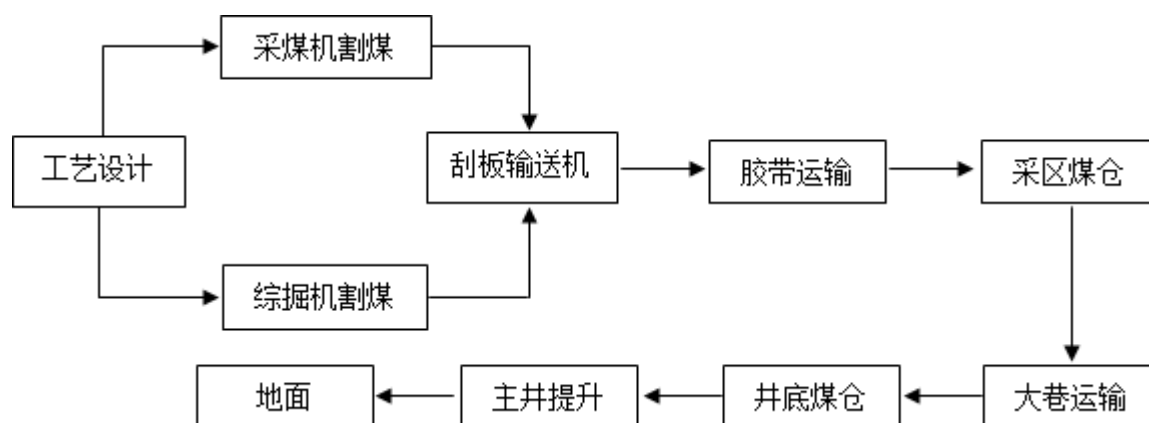 采煤机割煤
工艺设计
刮板输送机
胶带运输
采区煤仓
综掘机割煤
地面
主井提升
井底煤仓
大巷运输